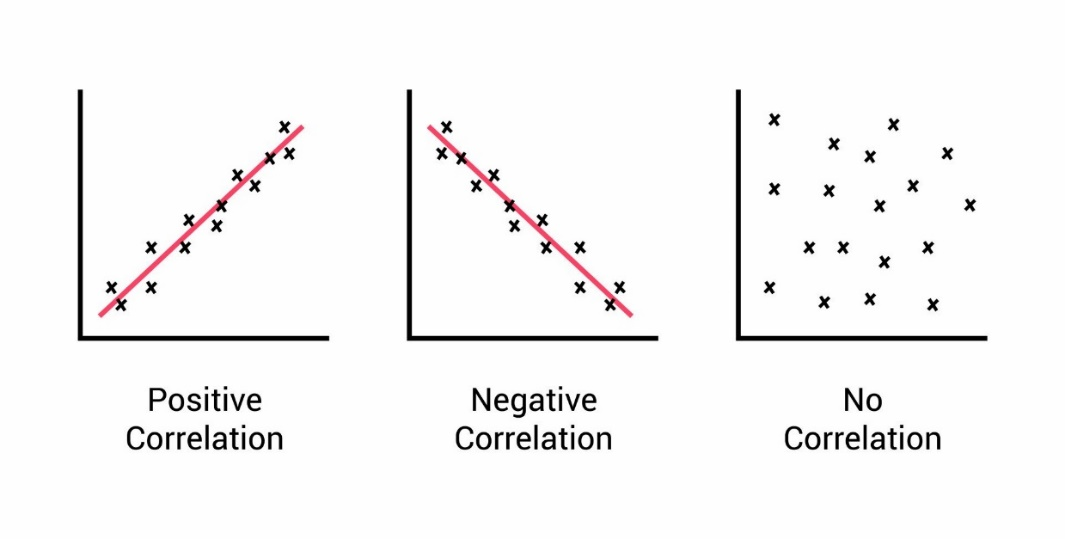 Positive
Correlation
Negative
Correlation
No
Correlation